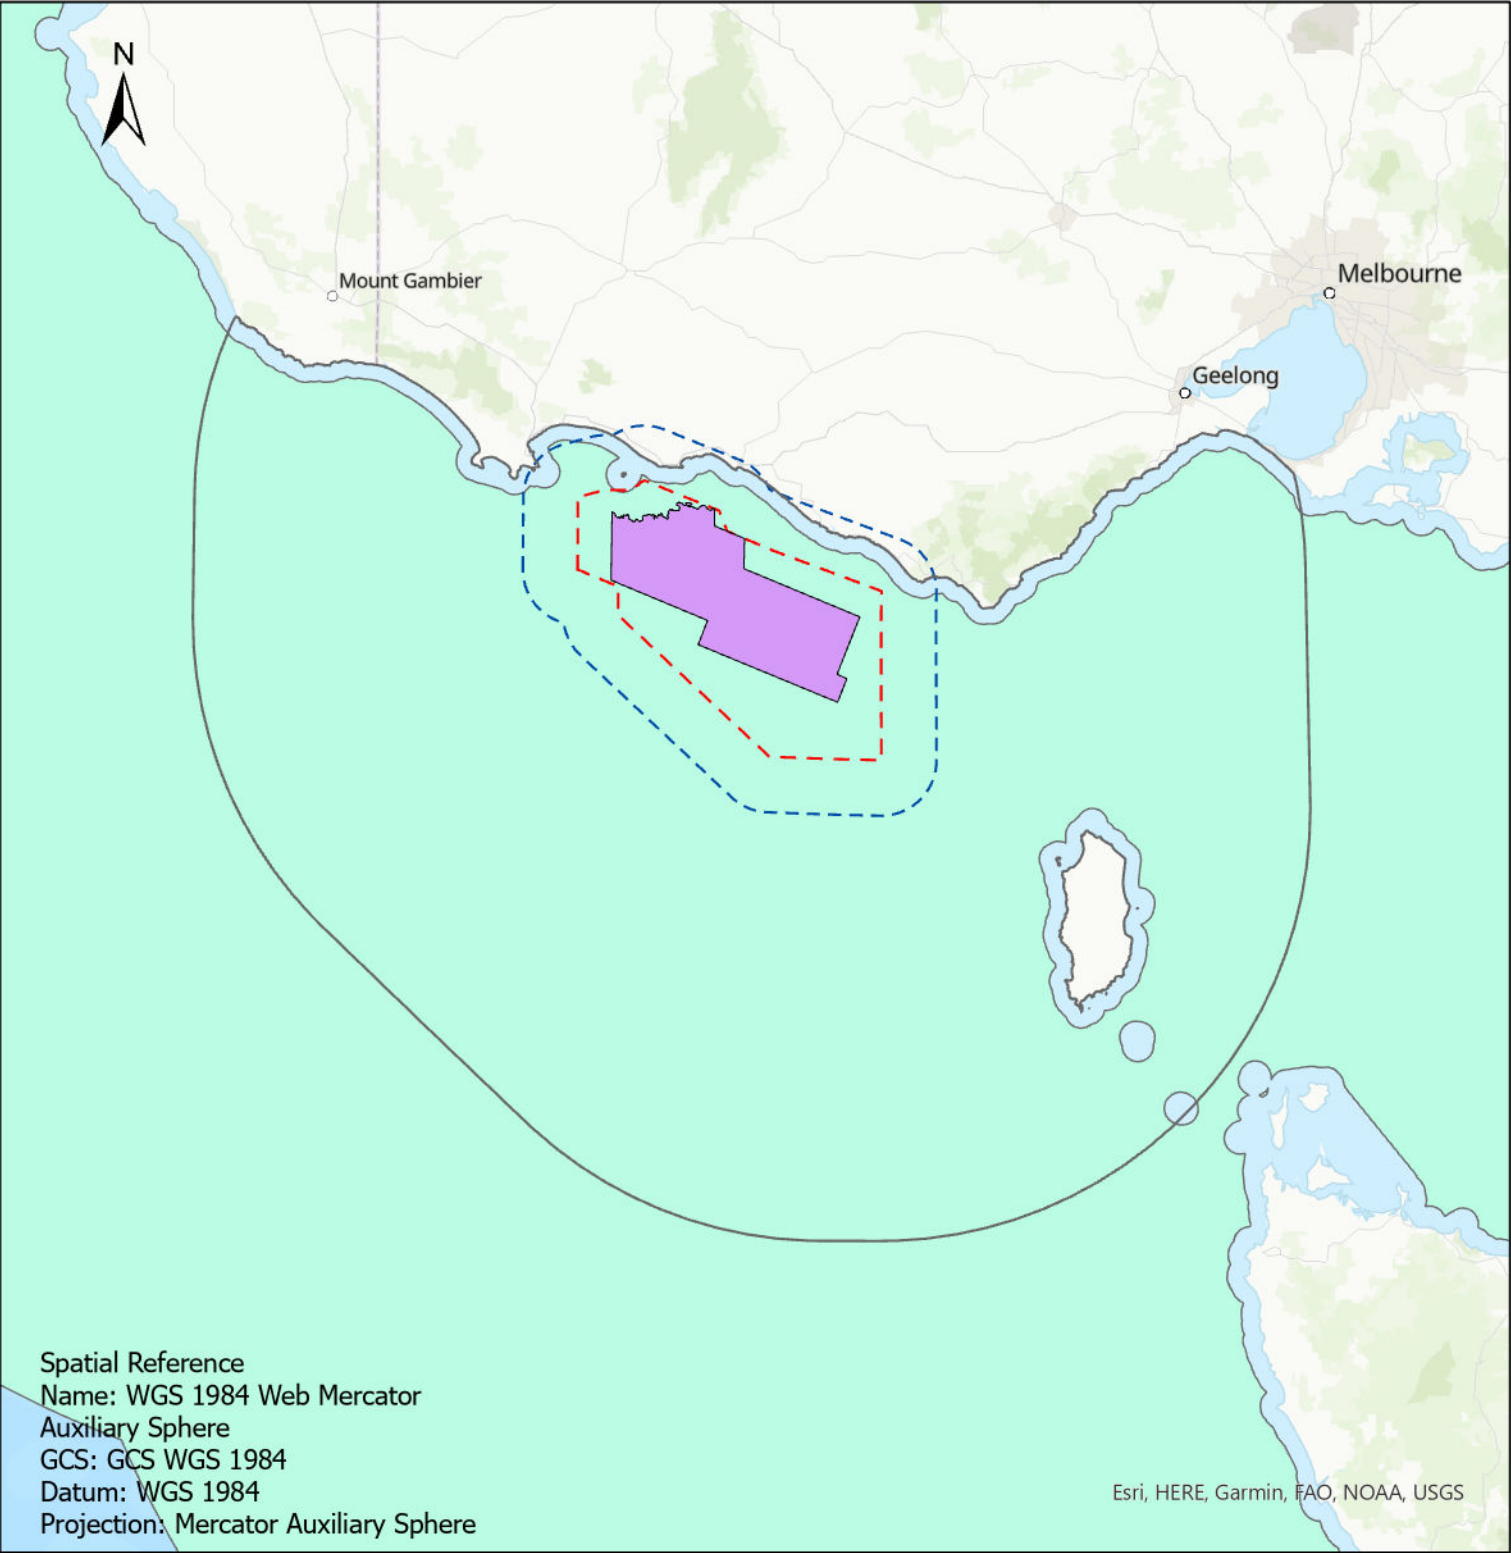 N
Mount Gambier
Melbourne
Geelong
Spatial Reference
Name: WGS 1984 Web Mercator
Auxiliary Sphere
GCS: GCS WGS 1984
Datum: WGS 1984
Projection: Mercator Auxiliary Sphere
Esri, HERE, Garmin, FAO, NOAA, USGS